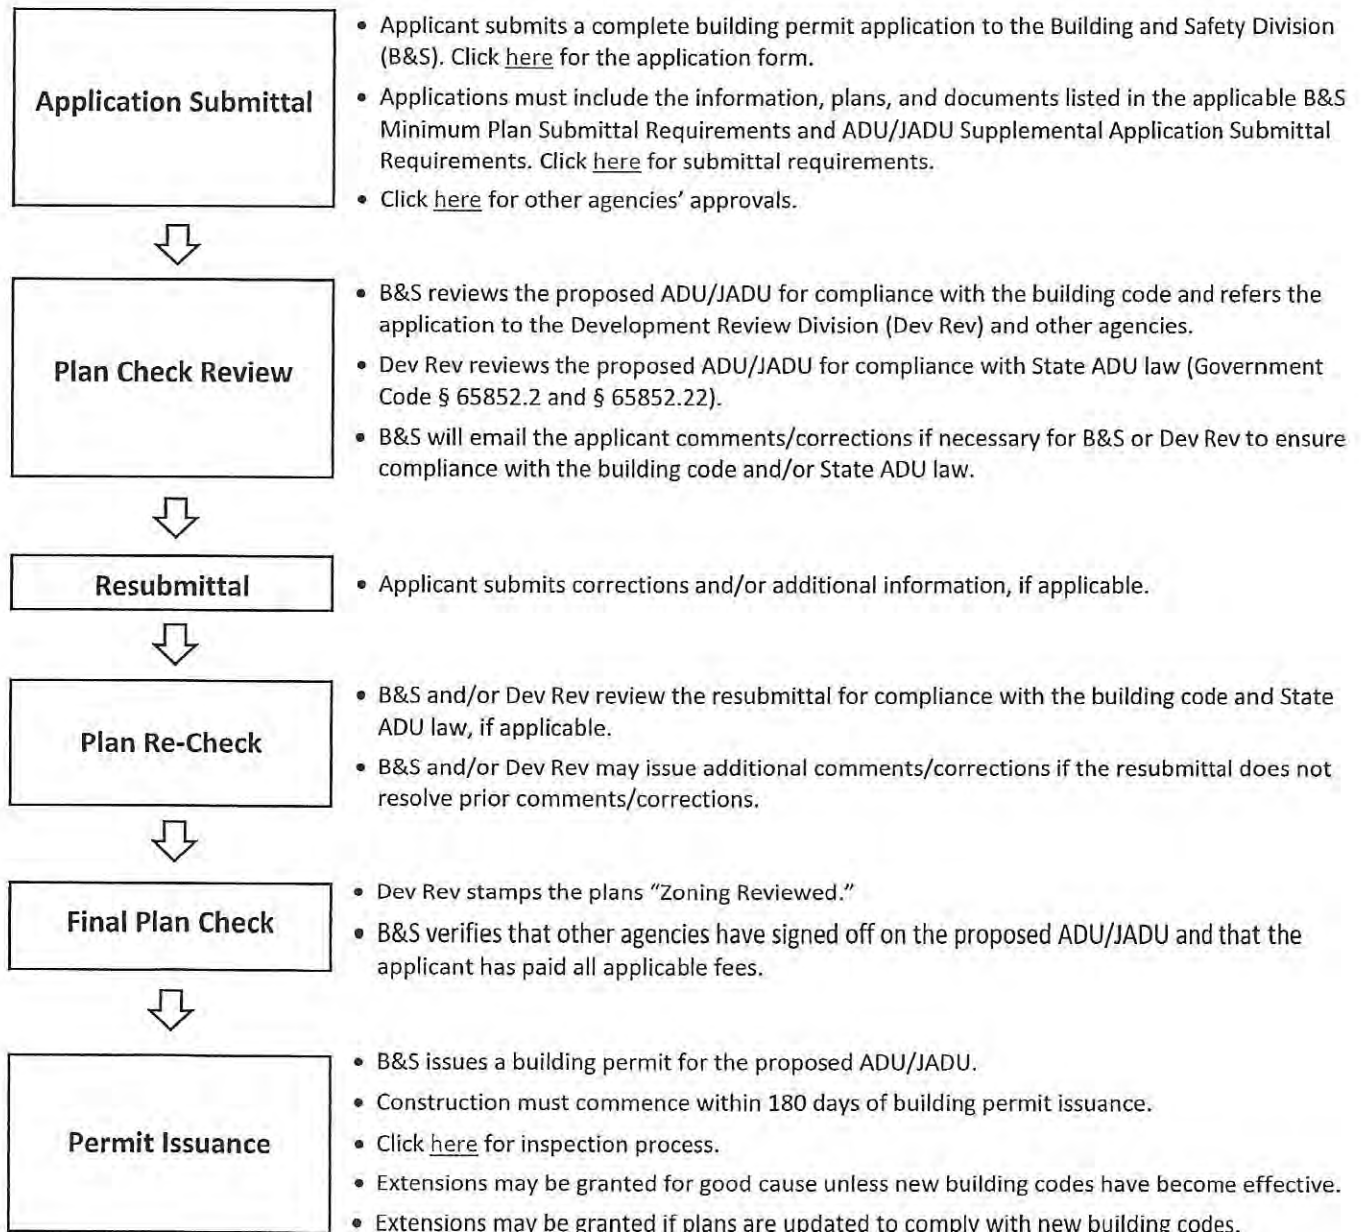 Application Submittal
• Applicant submits a complete building permit application to the Building and Safety Division
(B&S). Click here for the application form.
• Applications must include the information, plans, and documents listed in the applicable B&S
Minimum Plan Submittal Requirements and ADU/JADU Supplemental Application Submittal
Requirements. Click here for submittal requirements.
• Click here for other agencies' approvals.
Plan Check Review
• B&S reviews the proposed ADU/JADU for compliance with the building code and refers the
application to the Development Review Division (Dev Rev) and other agencies.
• Dev Rev reviews the proposed ADU/JADU for compliance with State ADU law (Government
Code § 65852.2 and § 65852.22).
• B&S will email the applicant comments/corrections if necessary for B&S or Dev Rev to ensure
compliance with the building code and/or State ADU law.
Resubmittal
• Applicant submits corrections and/or additional information, if applicable.
Plan Re-Check
• B&S and/or Dev Rev review the resubmittal for compliance with the building code and State
ADU law, if applicable.
• B&S and/or Dev Rev may issue additional comments/corrections if the resubmittal does not
resolve prior comments/corrections.
Final Plan Check
• Dev Rev stamps the plans “Zoning Reviewed.”
• B&S verifies that other agencies have signed off on the proposed ADU/JADU and that the
applicant has paid all applicable fees.
Permit Issuance
• B&S issues a building permit for the proposed ADU/JADU.
• Construction must commence within 180 days of building permit issuance.
• Click here for inspection process.
• Extensions may be granted for good cause unless new building codes have become effective.
• Extensions may be granted if plans are updated to comply with new building codes.